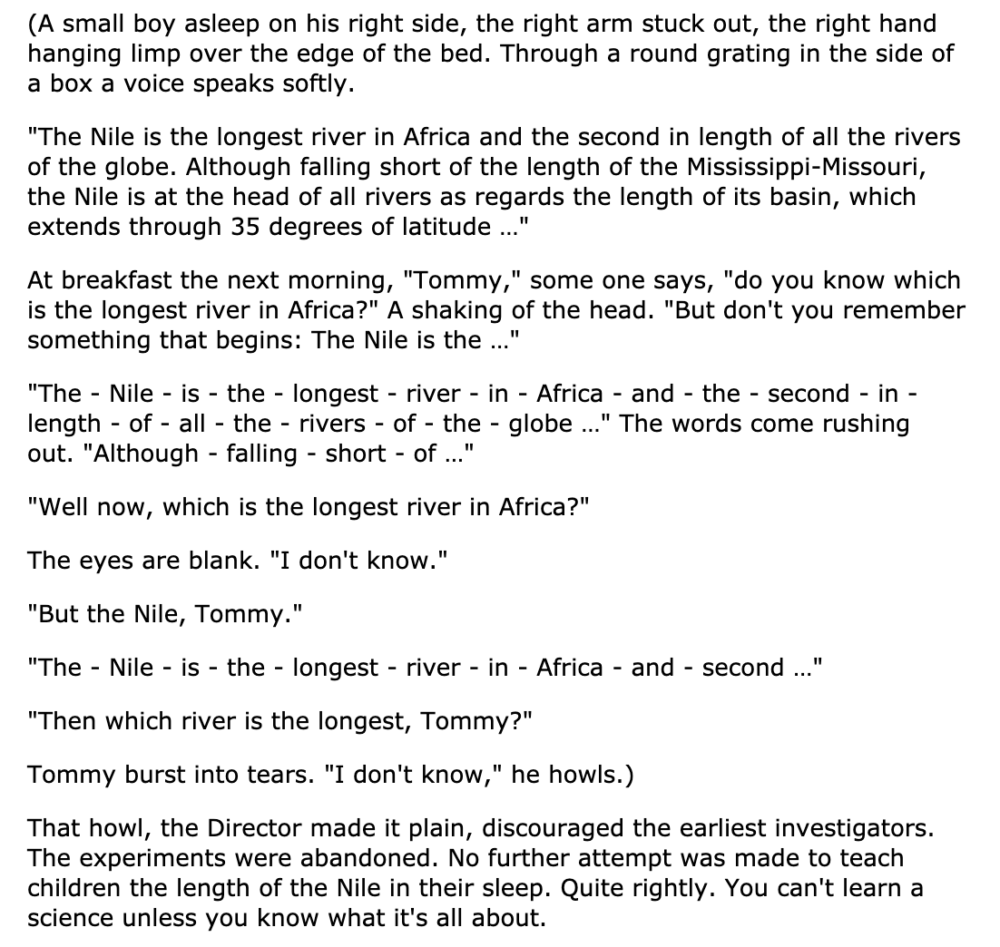 (A small boy asleep on his right side, the right arm stuck out, the right hand
hanging limp over the edge of the bed. Through a round grating in the side of
a box a voice speaks softly.
"The Nile is the longest river in Africa and the second in length of all the rivers
of the globe. Although falling short of the length of the Mississippi-Missouri,
the Nile is at the head of all rivers as regards the length of its basin, which
extends through 35 degrees of latitude ..."
At breakfast the next morning, "Tommy," some one says, "do you know which
is the longest river in Africa?" A shaking of the head. "But don't you remember
something that begins: The Nile is the ..."
"The - Nile - is - the - longest - river - in - Africa - and - the - second - in -
length - of - all - the - rivers - of - the - globe ..." The words come rushing
out. "Although - falling - short - of ..."
"Well now, which is the longest river in Africa?"
The eyes are blank. "I don't know."
"But the Nile, Tommy."
"The - Nile - is - the - longest - river - in - Africa - and - second ..."
"Then which river is the longest, Tommy?"
Tommy burst into tears. "I don't know," he howls.)
That howl, the Director made it plain, discouraged the earliest investigators.
The experiments were abandoned. No further attempt was made to teach
children the length of the Nile in their sleep. Quite rightly. You can't learn a
science unless you know what it's all about.